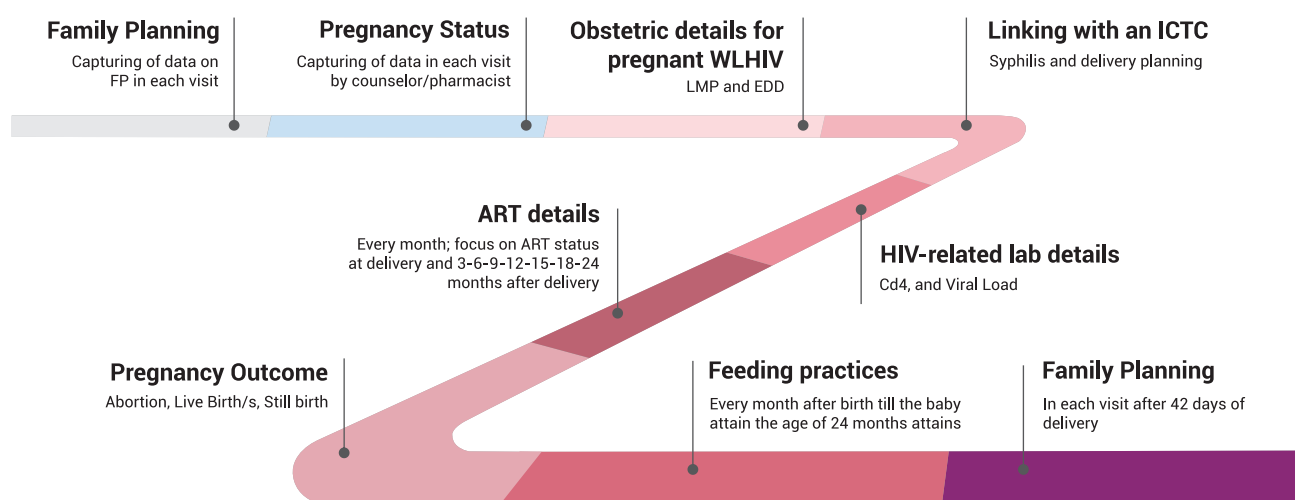 Family Planning
Capturing of data on
FP in each visit
Pregnancy Status
Capturing of data in each visit
by counselor/pharmacist
Obstetric details for
pregnant WLHIV
LMP and EDD
Linking with an ICTC
Syphilis and delivery planning
HIV-related lab details
Cd4, and Viral Load
ART details
Every month; focus on ART status
at delivery and 3-6-9-12-15-18-24
months after delivery
Pregnancy Outcome
Abortion, Live Birth/s, Still birth
Feeding practices
Every month after birth till the baby
attain the age of 24 months attains
Family Planning
In each visit after 42 days of
delivery